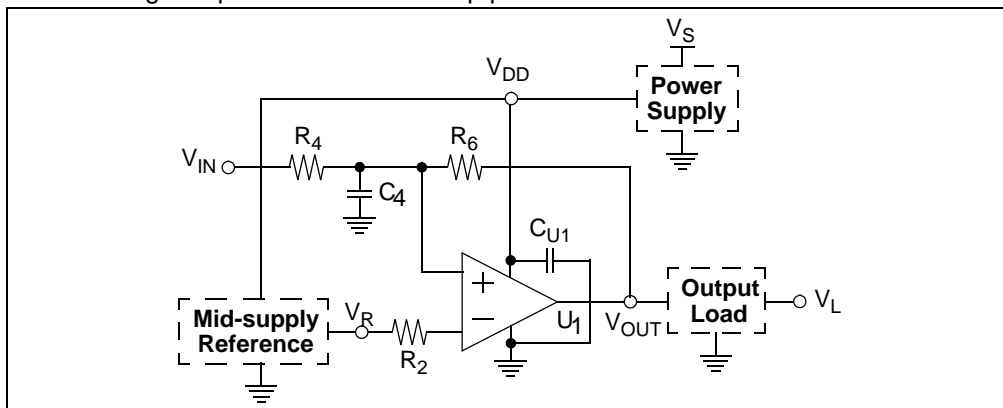 V_S
V_DD
Power
Supply
R_4
R_6
V_IN
C_4
C_U1
+
−
Output
Load
V_L
U_1
V_OUT
Mid-supply
Reference
V_R
R_2